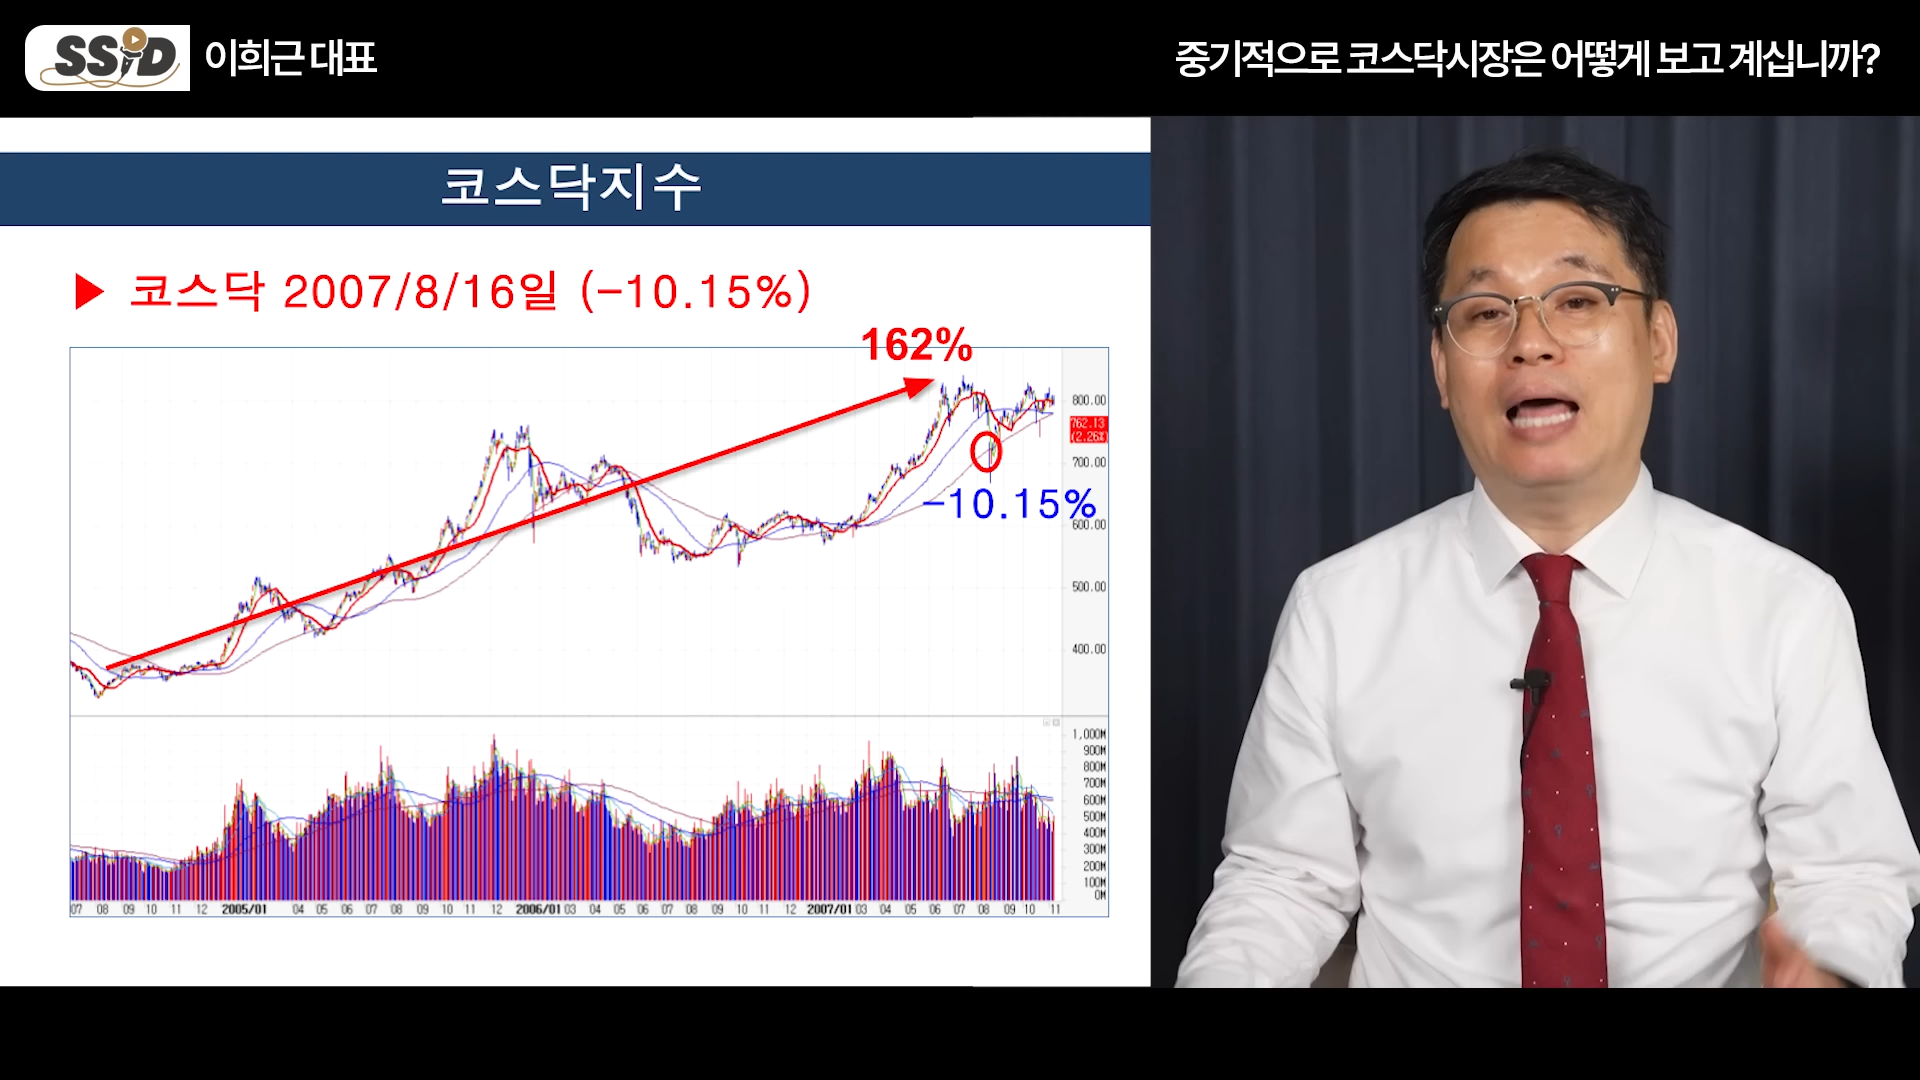 SSiD 이희근 대표
중기적으로 코스닥시장은 어떻게 보고 계십니까?
코스닥지수
▶ 코스닥 2007/8/16일 (-10.15%)
162%
800.00
762.13
(2.26%)
700.00
-10.15%
600.00
500.00
400.00
1,000M
900M
800M
700M
600M
500M
400M
300M
200M
100M
0M
07 08 09 10 11 12 2005/01 04 05 06 07 08 09 10 11 12 2006/01 03 04 05 06 07 08 09 10 11 12 2007/01 03 04 05 06 07 08 09 10 11